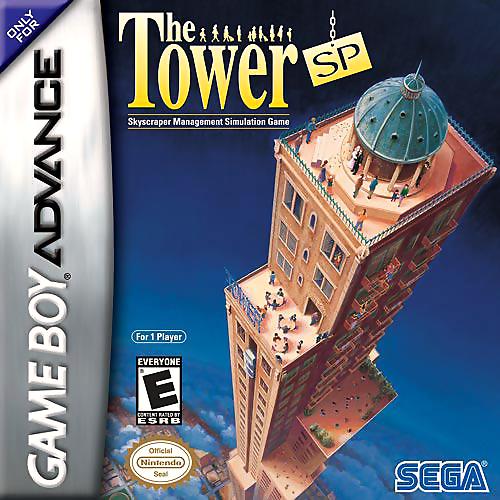 ONLY
FOR
GAME BOY ADVANCE
The
Tower
SP
Skyscraper Management Simulation Game
For 1 Player
EVERYONE
E
®
CONTENT RATED BY
ESRB
Official
Nintendo
Seal
SEGA